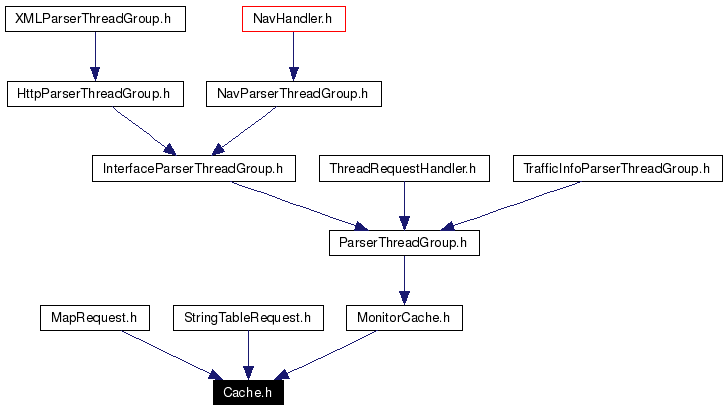 XMLParserThreadGroup.h
NavHandler.h
HttpParserThreadGroup.h
NavParserThreadGroup.h
InterfaceParserThreadGroup.h
ThreadRequestHandler.h
TrafficInfoParserThreadGroup.h
ParserThreadGroup.h
MapRequest.h
StringTableRequest.h
MonitorCache.h
Cache.h